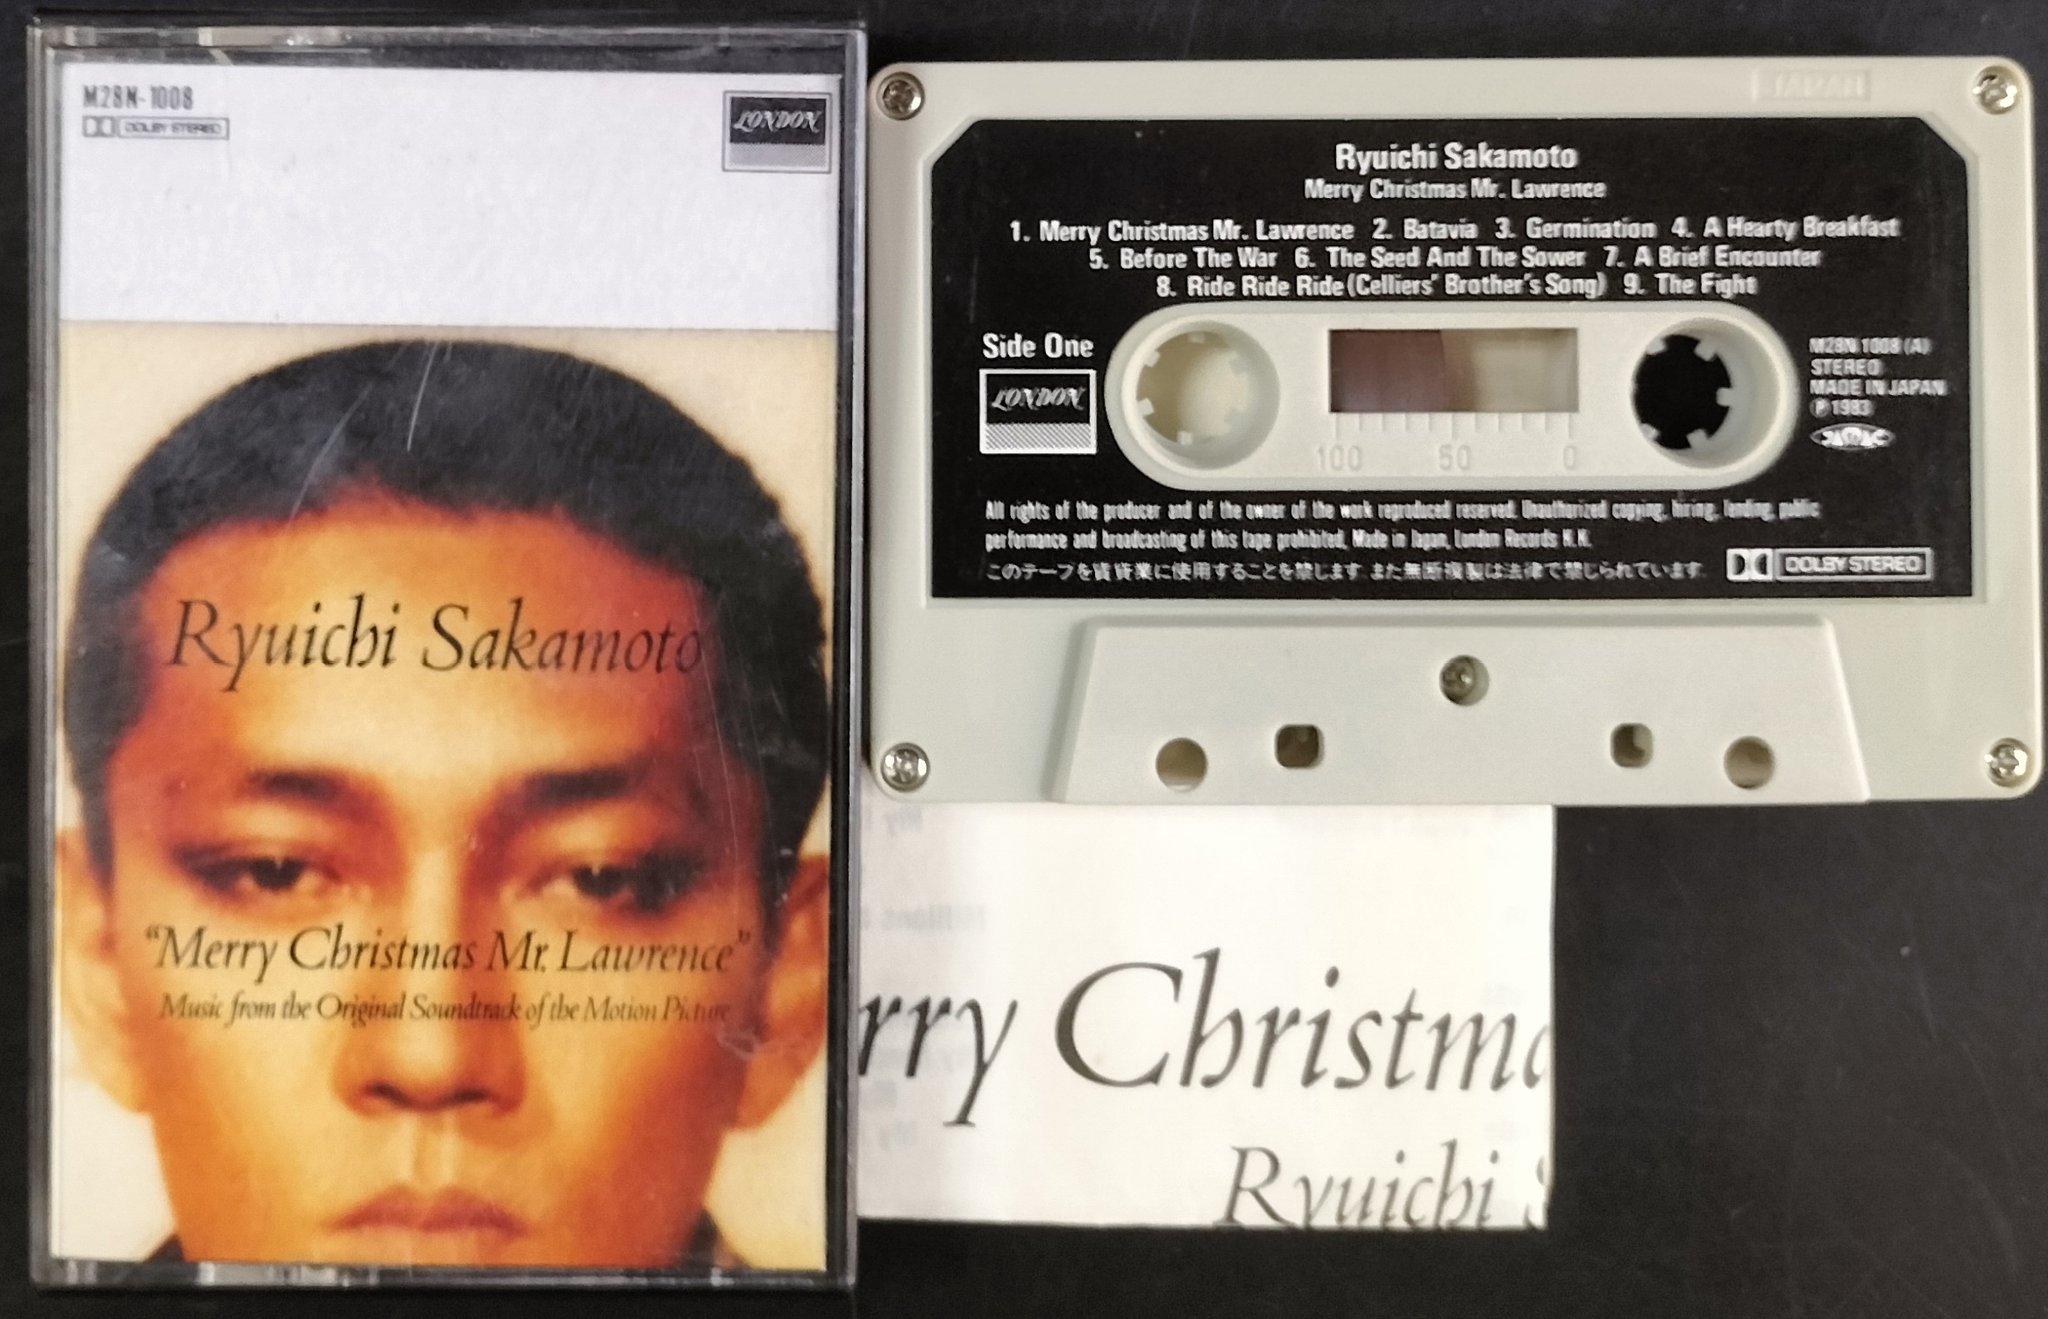 M28N-1008
DOLBY STEREO
LONDON
Ryuichi Sakamoto
“Merry Christmas Mr. Lawrence”
Music from the Original Soundtrack of the Motion Picture
JAPAN
Ryuichi Sakamoto
Merry Christmas Mr. Lawrence
1. Merry Christmas Mr. Lawrence 2. Batavia 3. Germination 4. A Hearty Breakfast
5. Before The War 6. The Seed And The Sower 7. A Brief Encounter
8. Ride Ride Ride (Celliers' Brother's Song) 9. The Fight
Side One
LONDON
100 50 0
M28N 1008 (A)
STEREO
MADE IN JAPAN
℗ 1983
JASRAC
All rights of the producer and of the owner of the work reproduced reserved. Unauthorized copying, hiring, lending, public
performance and broadcasting of this tape prohibited. Made in Japan, London Records K.K.
このテープを賃貸業に使用することを禁じます また無断複製は法律で禁じられています
DOLBY STEREO
rry Christma
Ryuichi S